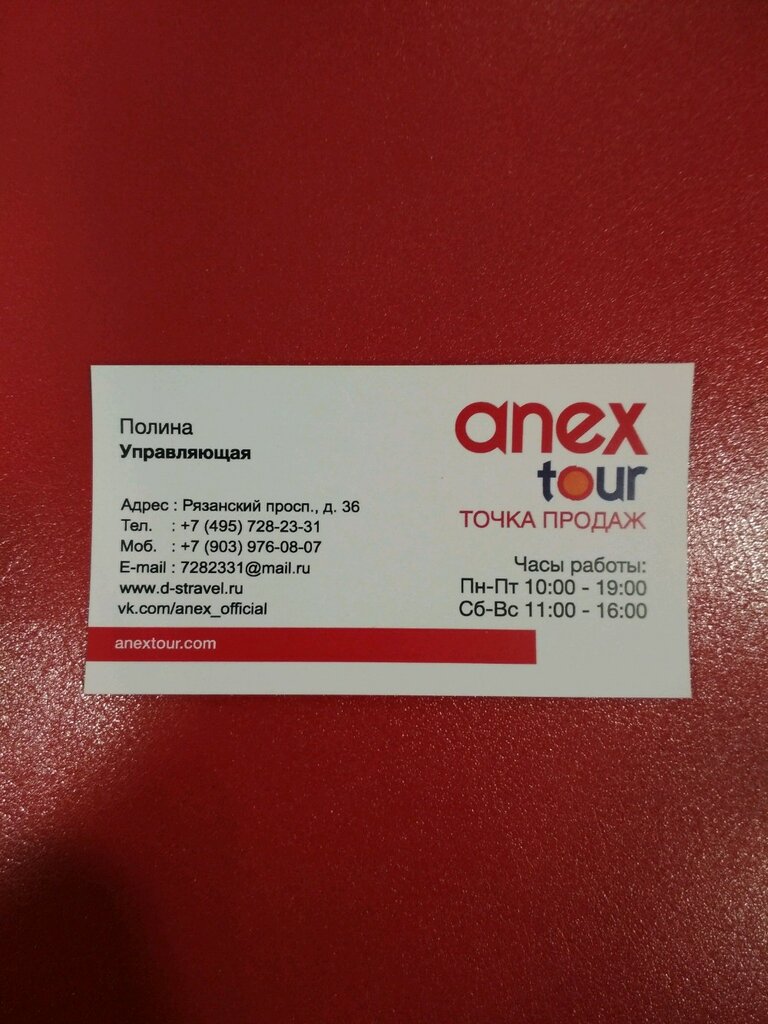 Полина
Управляющая
Адрес : Рязанский просп., д. 36
Тел. : +7 (495) 728-23-31
Моб. : +7 (903) 976-08-07
E-mail : 7282331@mail.ru
www.d-stravel.ru
vk.com/anex_official
anextour.com
anex
tour
ТОЧКА ПРОДАЖ
Часы работы:
Пн-Пт 10:00 - 19:00
Сб-Вс 11:00 - 16:00